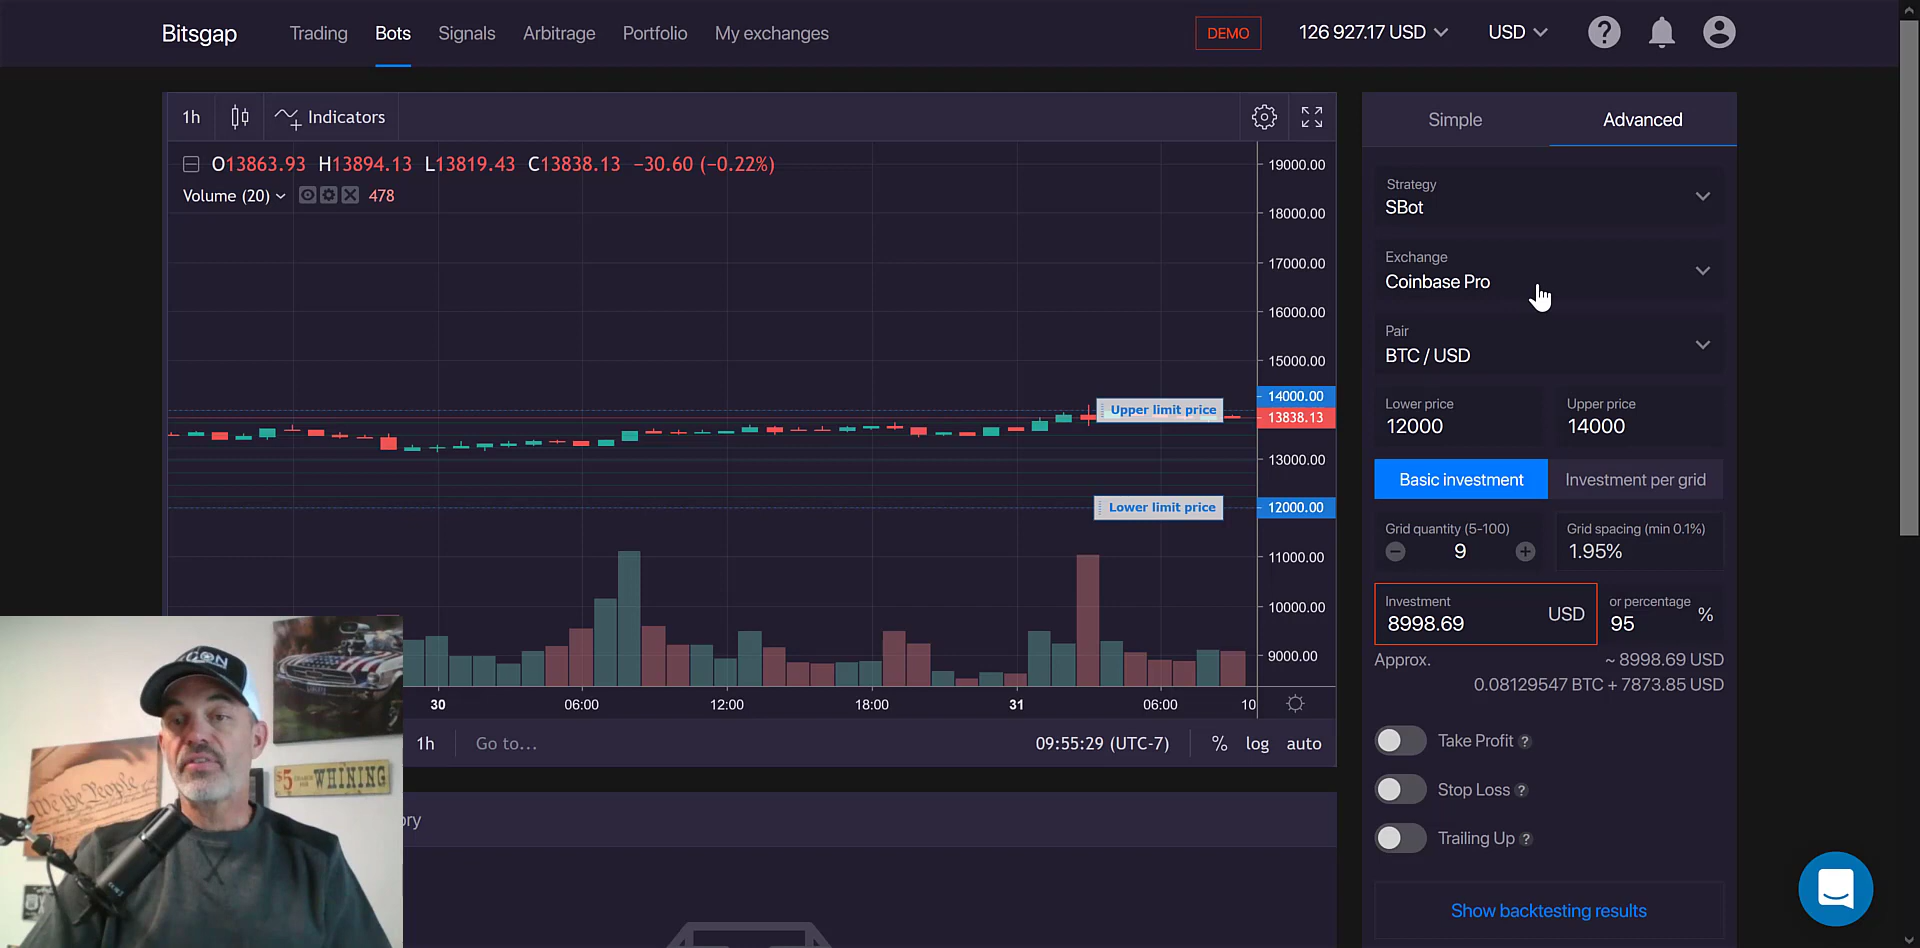 Bitsgap
Trading
Bots
Signals
Arbitrage
Portfolio
My exchanges
DEMO
126 927.17 USD
USD
1h
Indicators
O13863.93 H13894.13 L13819.43 C13838.13 −30.60 (−0.22%)
Volume (20)
478
19000.00
18000.00
17000.00
16000.00
15000.00
14000.00
13838.13
13000.00
12000.00
11000.00
10000.00
9000.00
Upper limit price
Lower limit price
30
06:00
12:00
18:00
31
06:00
10
1h
Go to...
09:55:29 (UTC-7)
%
log
auto
ory
Simple
Advanced
Strategy
SBot
Exchange
Coinbase Pro
Pair
BTC / USD
Lower price
12000
Upper price
14000
Basic investment
Investment per grid
Grid quantity (5-100)
9
Grid spacing (min 0.1%)
1.95%
Investment
8998.69
USD
or percentage
95
%
Approx.
~ 8998.69 USD
0.08129547 BTC + 7873.85 USD
Take Profit
Stop Loss
Trailing Up
Show backtesting results
We the People
$5
WHINING